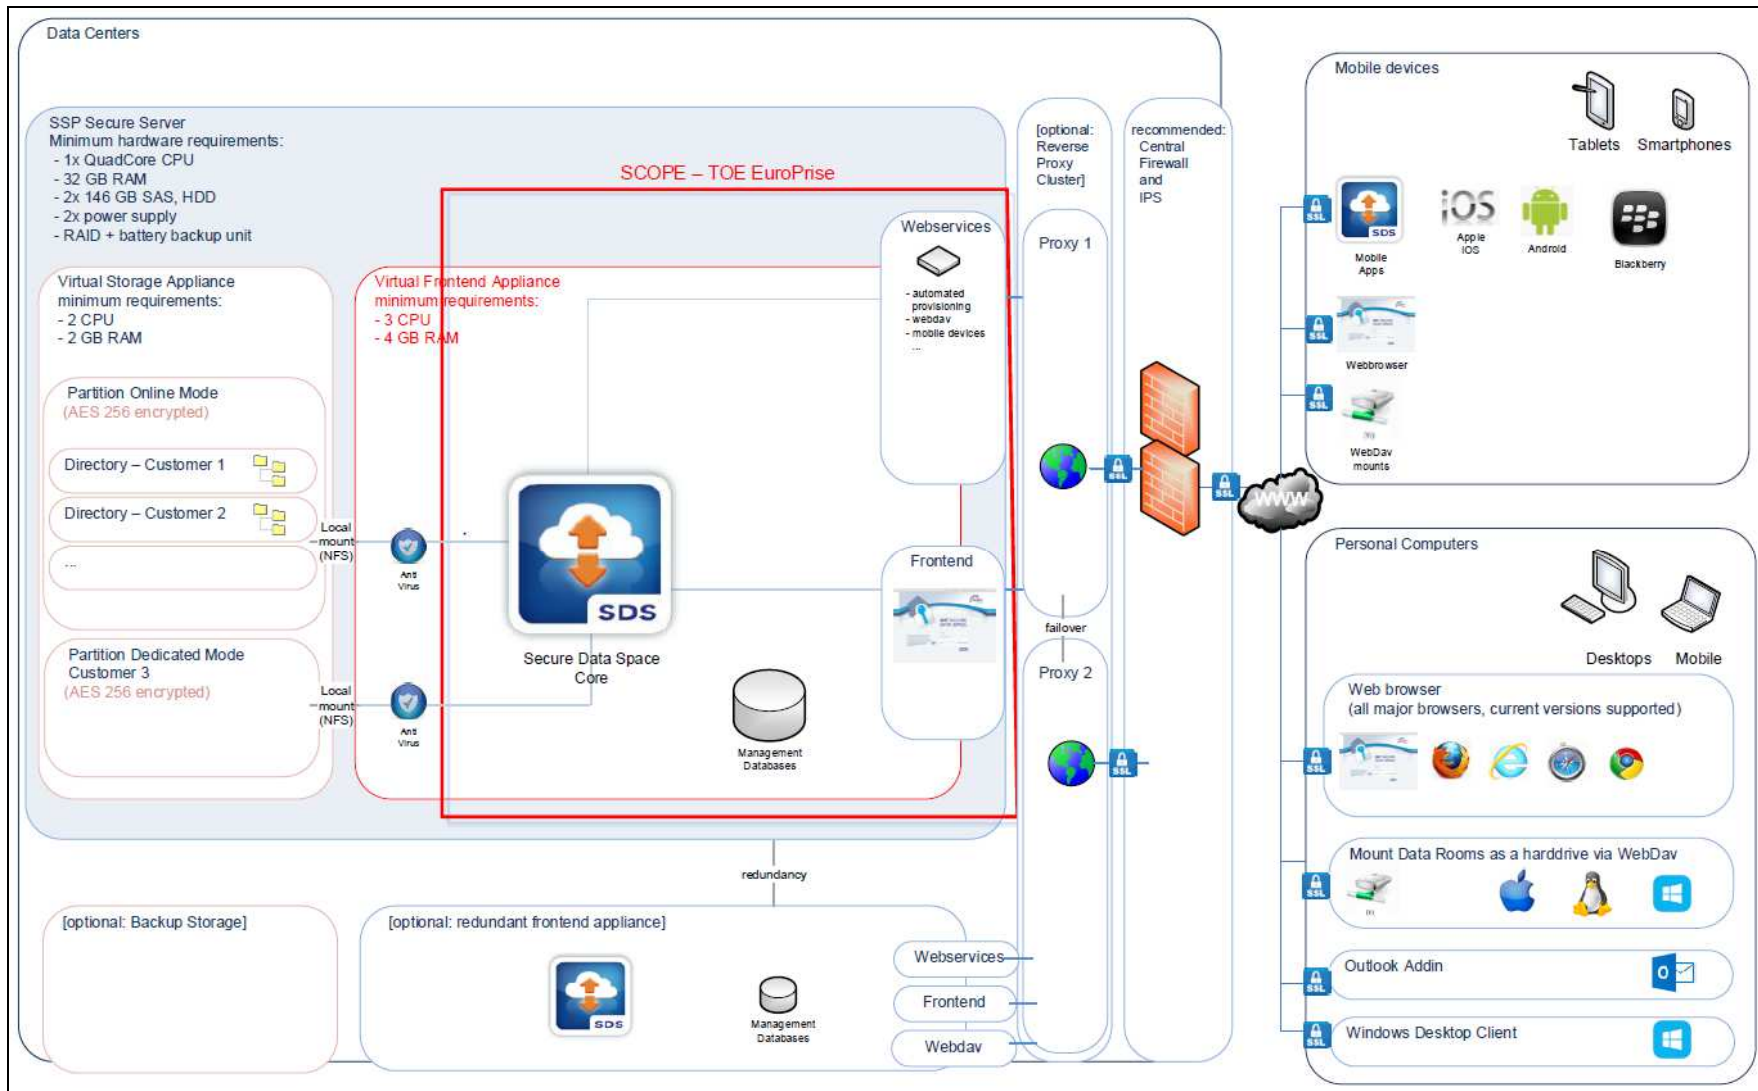 Data Centers
SSP Secure Server
Minimum hardware requirements:
- 1x QuadCore CPU
- 32 GB RAM
- 2x 146 GB SAS, HDD
- 2x power supply
- RAID + battery backup unit
SCOPE – TOE EuroPrise
Virtual Storage Appliance
minimum requirements:
- 2 CPU
- 2 GB RAM
Partition Online Mode
(AES 256 encrypted)
Directory – Customer 1
Directory – Customer 2
...
Partition Dedicated Mode
Customer 3
(AES 256 encrypted)
Local
mount
(NFS)
Anti
Virus
Local
mount
(NFS)
Anti
Virus
Virtual Frontend Appliance
minimum requirements:
- 3 CPU
- 4 GB RAM
SDS
Secure Data Space
Core
Management
Databases
Webservices
- automated
provisioning
- webdav
- mobile devices
...
Frontend
[optional:
Reverse
Proxy
Cluster]
Proxy 1
failover
Proxy 2
SSL
SSL
recommended:
Central
Firewall
and
IPS
SSL
WWW
redundancy
[optional: Backup Storage]
[optional: redundant frontend appliance]
SDS
Management
Databases
Webservices
Frontend
Webdav
Mobile devices
Tablets
Smartphones
SSL
SDS
Mobile
Apps
iOS
Apple
iOS
Android
Blackberry
SSL
Webbrowser
SSL
WebDav
mounts
Personal Computers
Desktops
Mobile
Web browser
(all major browsers, current versions supported)
SSL
Mount Data Rooms as a harddrive via WebDav
SSL
Outlook Addin
SSL
Windows Desktop Client
SSL